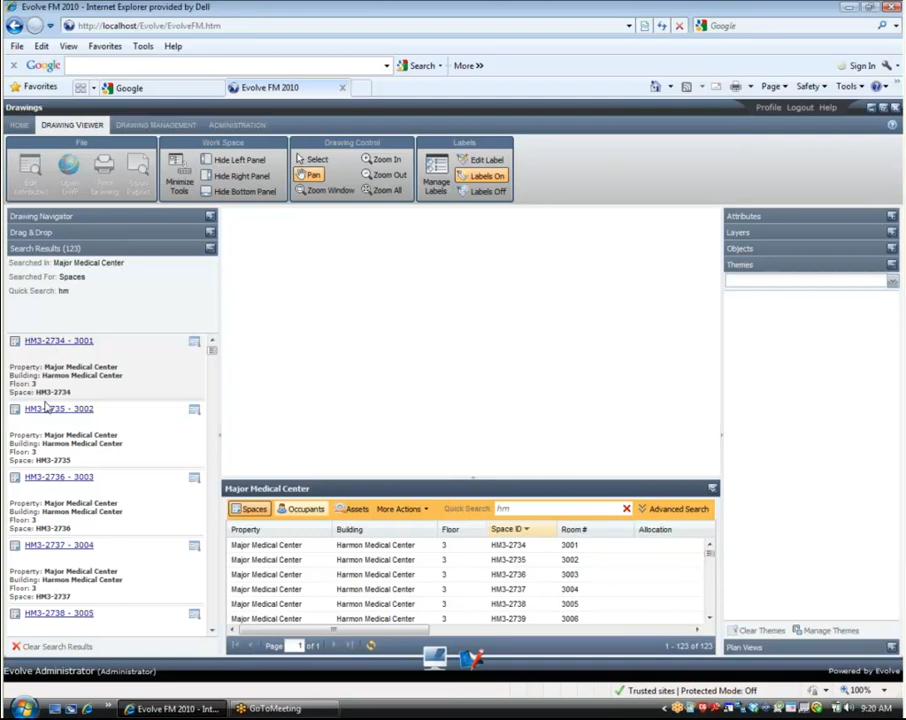 Evolve FM 2010 - Internet Explorer provided by Dell
http://localhost/Evolve/EvolveFM.htm
Google
File Edit View Favorites Tools Help
Google Search More >> Sign In
Favorites Google Evolve FM 2010 Page Safety Tools
Drawings Profile Logout Help
HOME DRAWING VIEWER DRAWING MANAGEMENT ADMINISTRATION
File Work Space Drawing Control Labels
Minimize Tools
Hide Left Panel
Hide Right Panel
Hide Bottom Panel
Select
Pan
Zoom Window
Zoom In
Zoom Out
Zoom All
Manage Labels
Edit Label
Labels On
Labels Off
Drawing Navigator
Drag & Drop
Search Results (123)
Searched In: Major Medical Center
Searched For: Spaces
Quick Search: hm
HM3-2734 - 3001
Property: Major Medical Center
Building: Harmon Medical Center
Floor: 3
Space: HM3-2734
HM3-2735 - 3002
Property: Major Medical Center
Building: Harmon Medical Center
Floor: 3
Space: HM3-2735
HM3-2736 - 3003
Property: Major Medical Center
Building: Harmon Medical Center
Floor: 3
Space: HM3-2736
HM3-2737 - 3004
Property: Major Medical Center
Building: Harmon Medical Center
Floor: 3
Space: HM3-2737
HM3-2738 - 3005
Clear Search Results
Major Medical Center
Spaces Occupants Assets More Actions Quick Search: hm Advanced Search
Property Building Floor Space ID Room # Allocation
Major Medical Center Harmon Medical Center 3 HM3-2734 3001
Major Medical Center Harmon Medical Center 3 HM3-2735 3002
Major Medical Center Harmon Medical Center 3 HM3-2736 3003
Major Medical Center Harmon Medical Center 3 HM3-2737 3004
Major Medical Center Harmon Medical Center 3 HM3-2738 3005
Major Medical Center Harmon Medical Center 3 HM3-2739 3006
Page 1 of 1 1 - 123 of 123
Attributes
Layers
Objects
Themes
Clear Themes Manage Themes
Plan Views
Evolve Administrator (Administrator) Powered by Evolve
Trusted sites | Protected Mode: Off 100%
Evolve FM 2010 - Int... GoToMeeting 9:20 AM